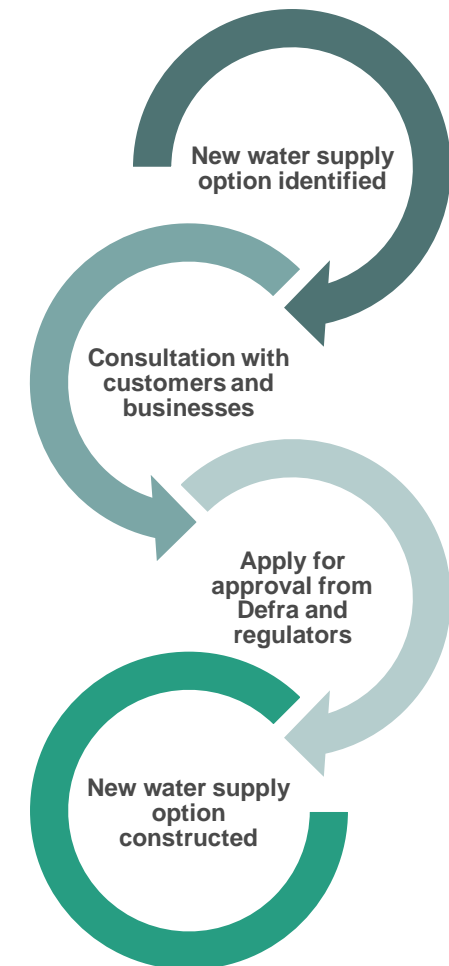 New water supply
option identified
Consultation with
customers and
businesses
Apply for
approval from
Defra and
regulators
New water supply
option
constructed